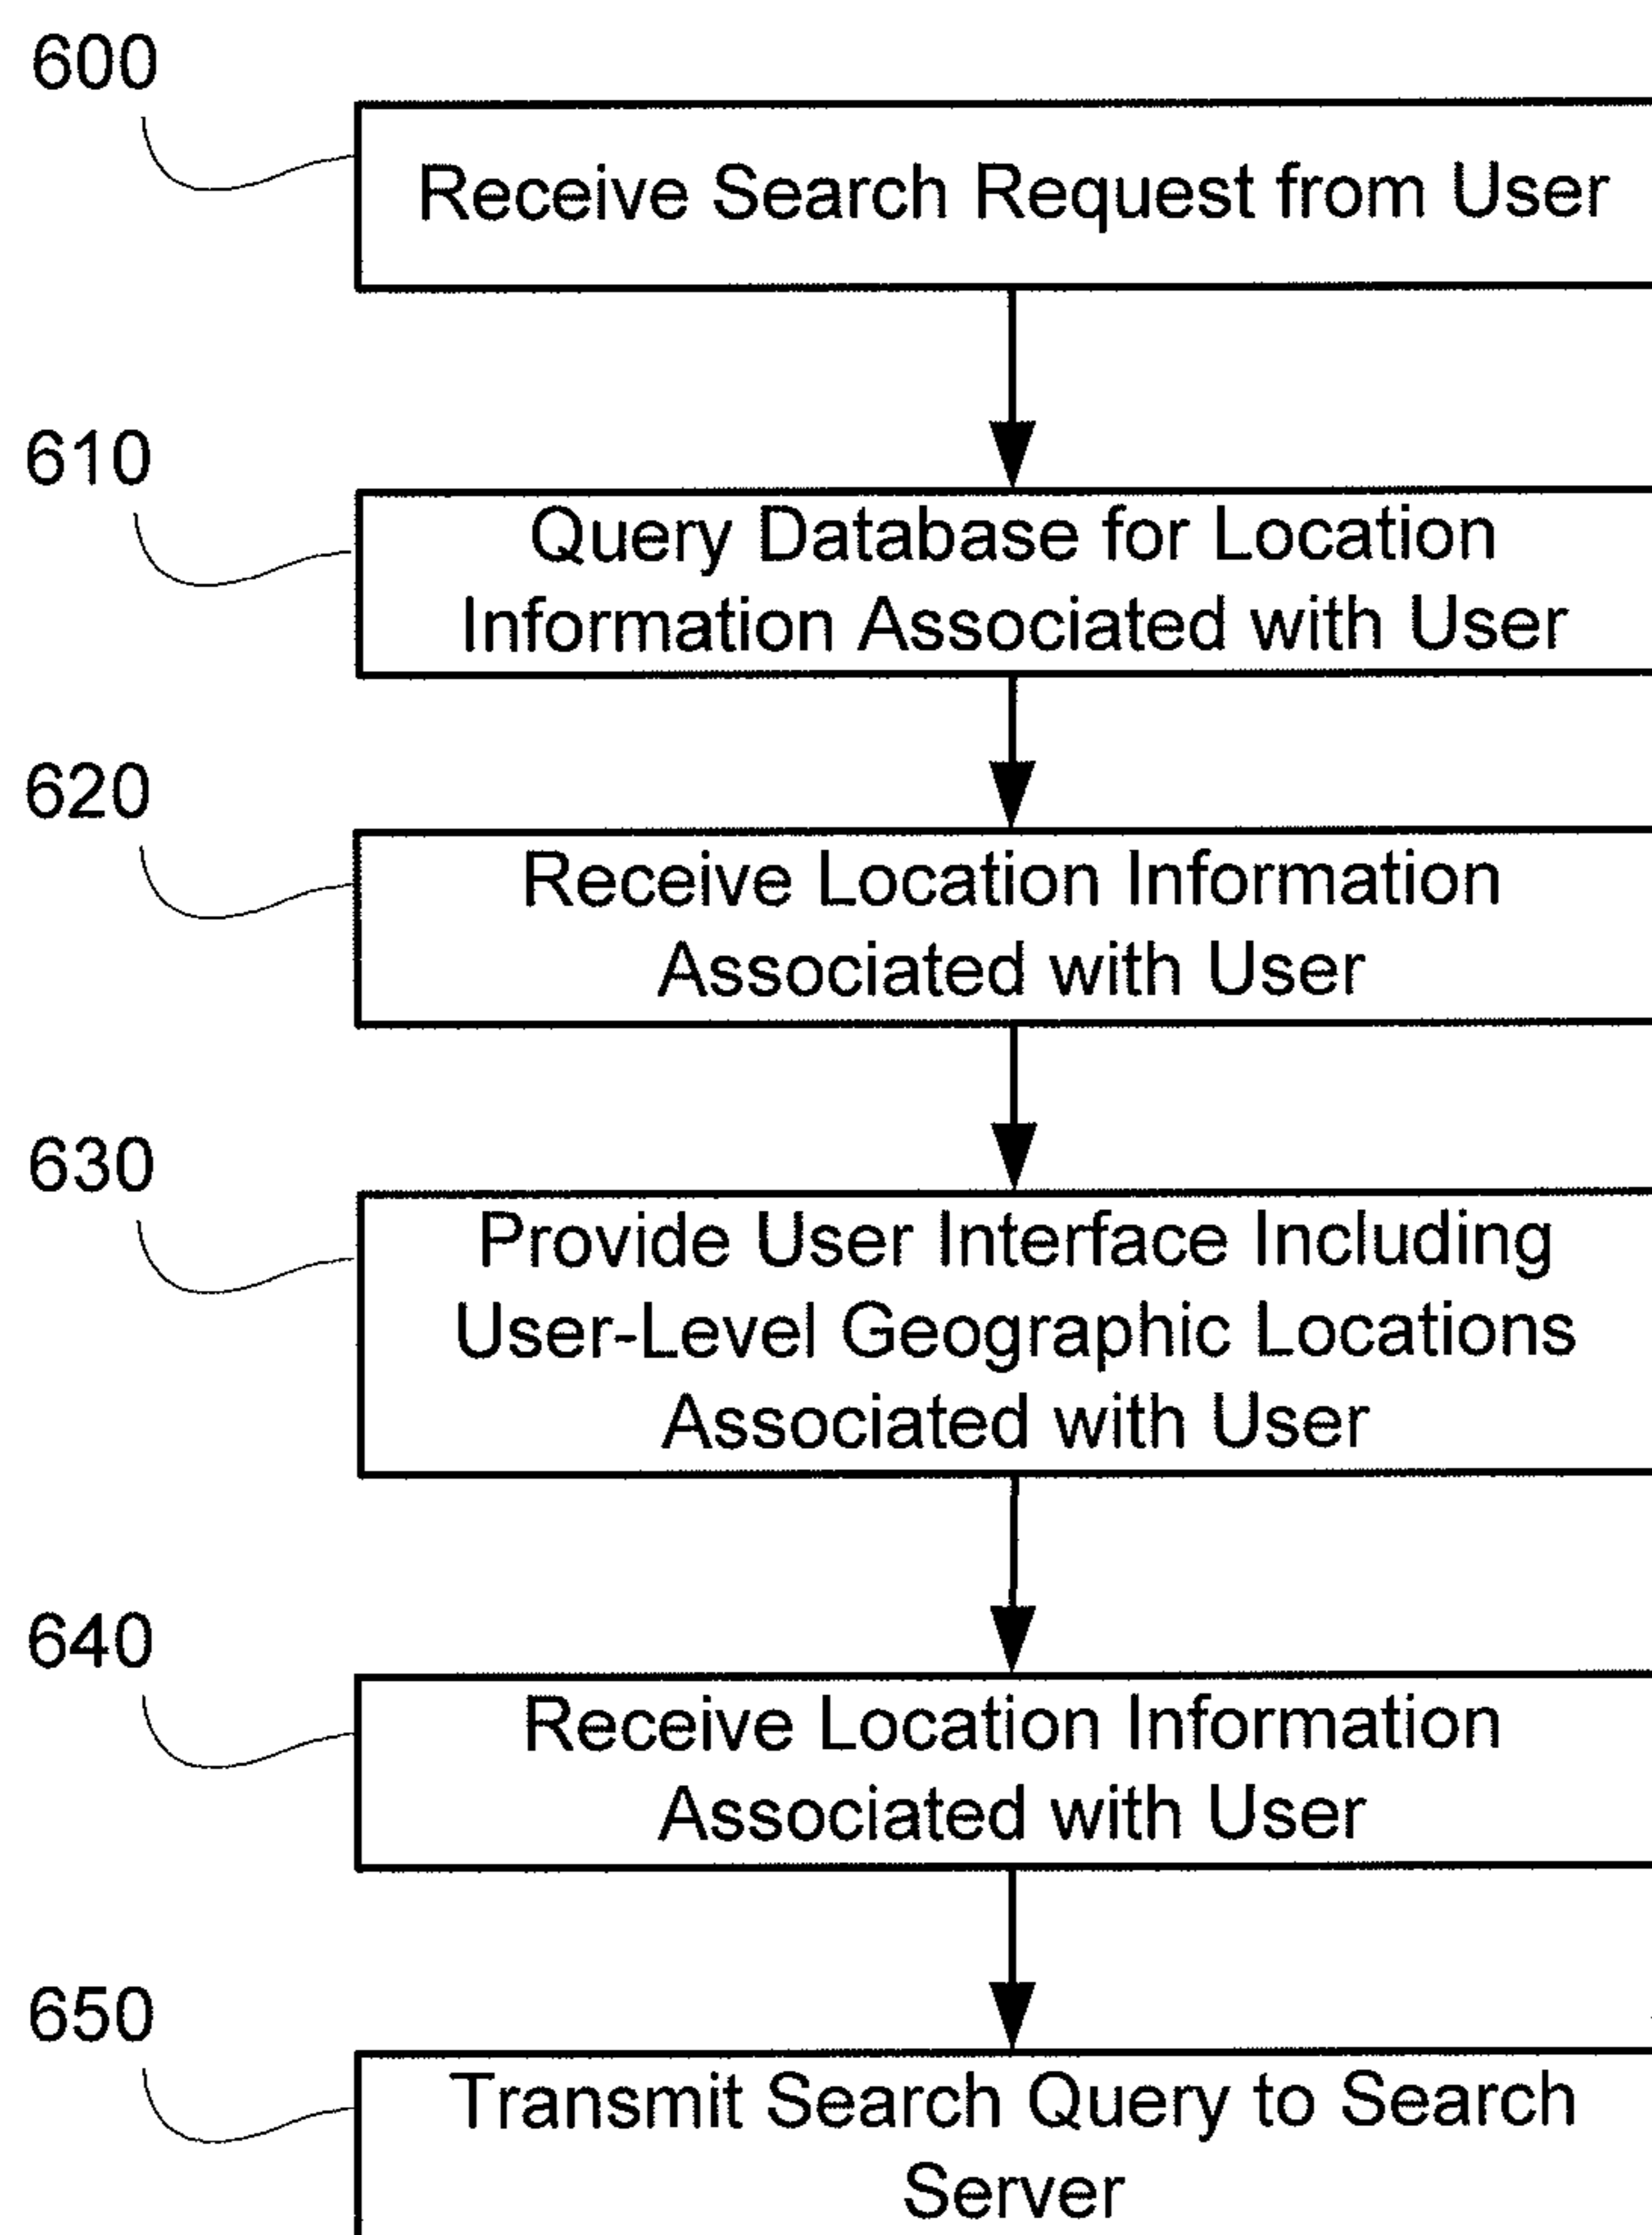 600
Receive Search Request from User
610
Query Database for Location
Information Associated with User
620
Receive Location Information
Associated with User
630
Provide User Interface Including
User-Level Geographic Locations
Associated with User
640
Receive Location Information
Associated with User
650
Transmit Search Query to Search
Server